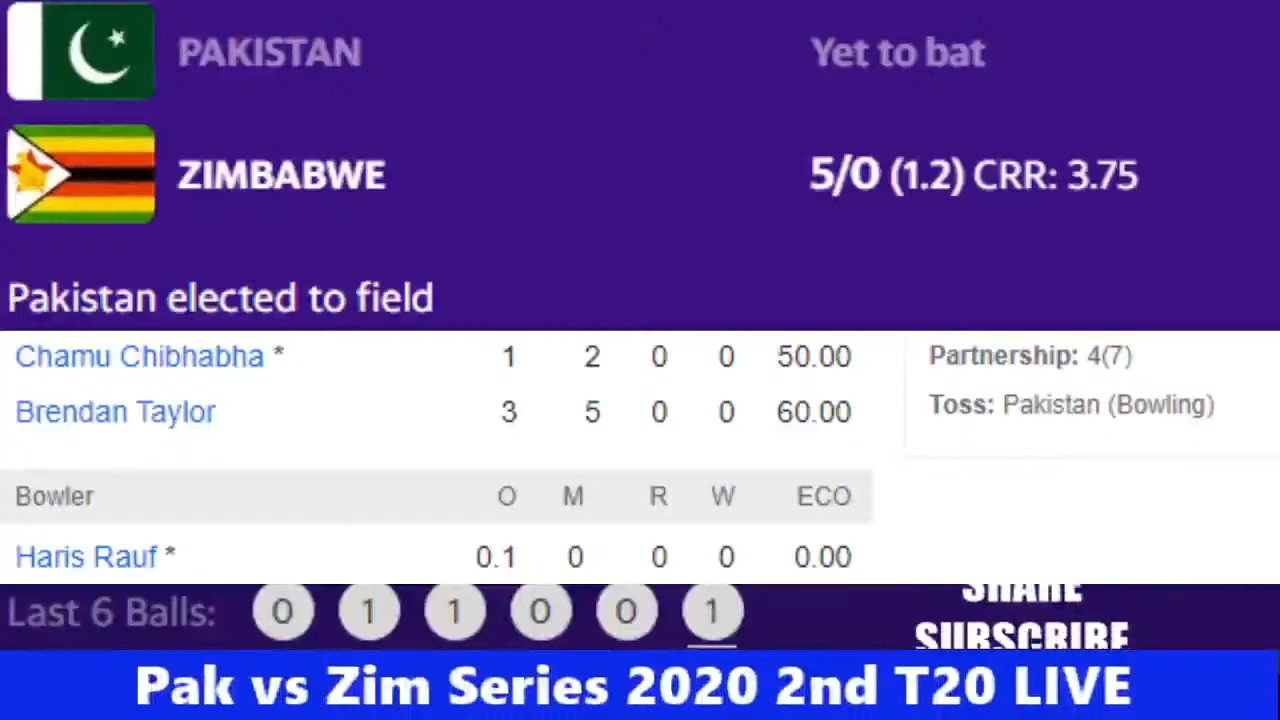 PAKISTAN Yet to bat
ZIMBABWE 5/0 (1.2) CRR: 3.75
Pakistan elected to field
Chamu Chibhabha * 1 2 0 0 50.00 Partnership: 4(7)
Brendan Taylor 3 5 0 0 60.00 Toss: Pakistan (Bowling)
Bowler O M R W ECO
Haris Rauf * 0.1 0 0 0 0.00
SHARE
Last 6 Balls: 0 1 1 0 0 1
SUBSCRIBE
Pak vs Zim Series 2020 2nd T20 LIVE